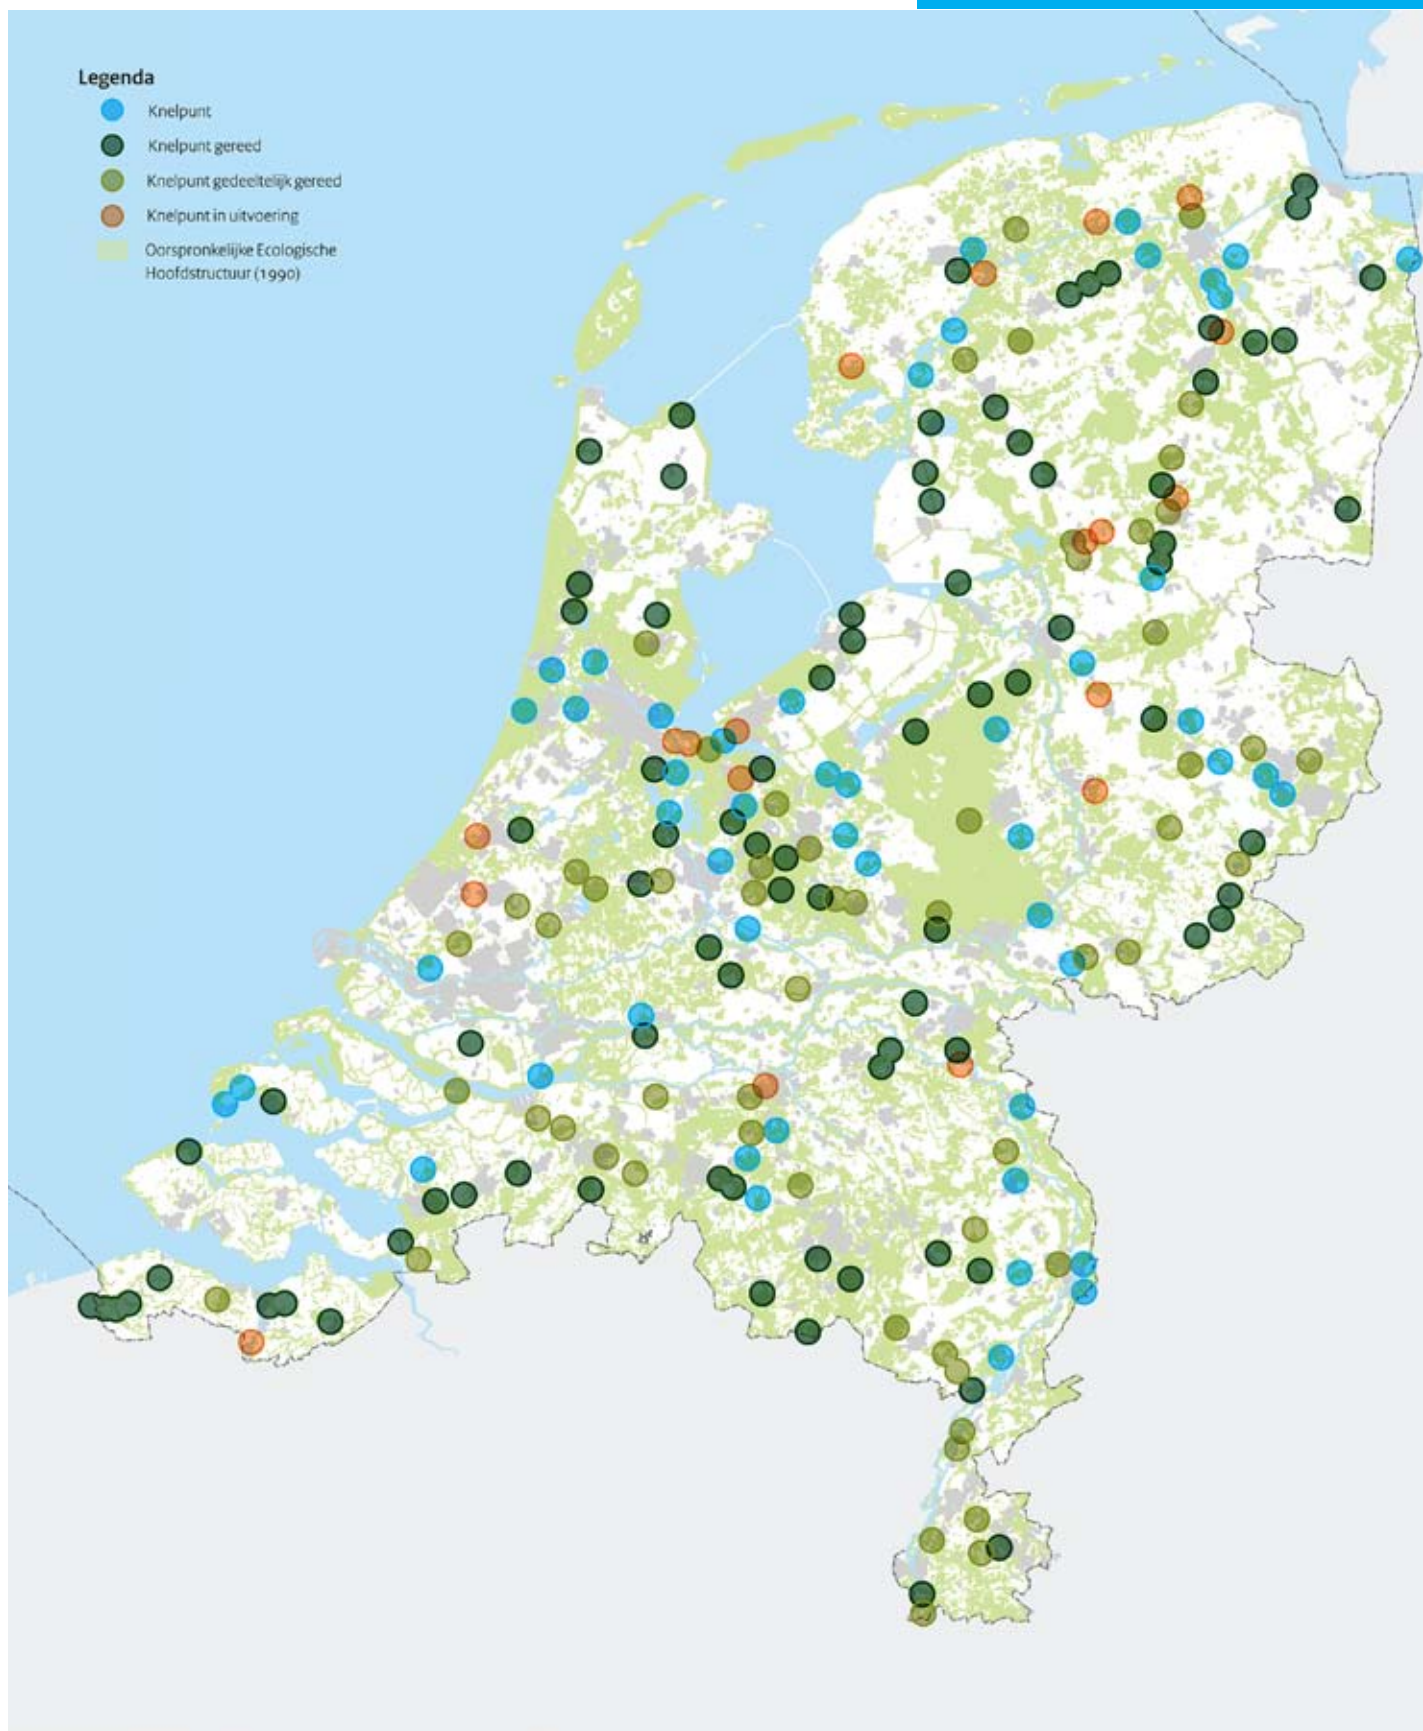 Legenda
Knelpunt
Knelpunt gereed
Knelpunt gedeeltelijk gereed
Knelpunt in uitvoering
Oorspronkelijke Ecologische
Hoofdstructuur (1990)